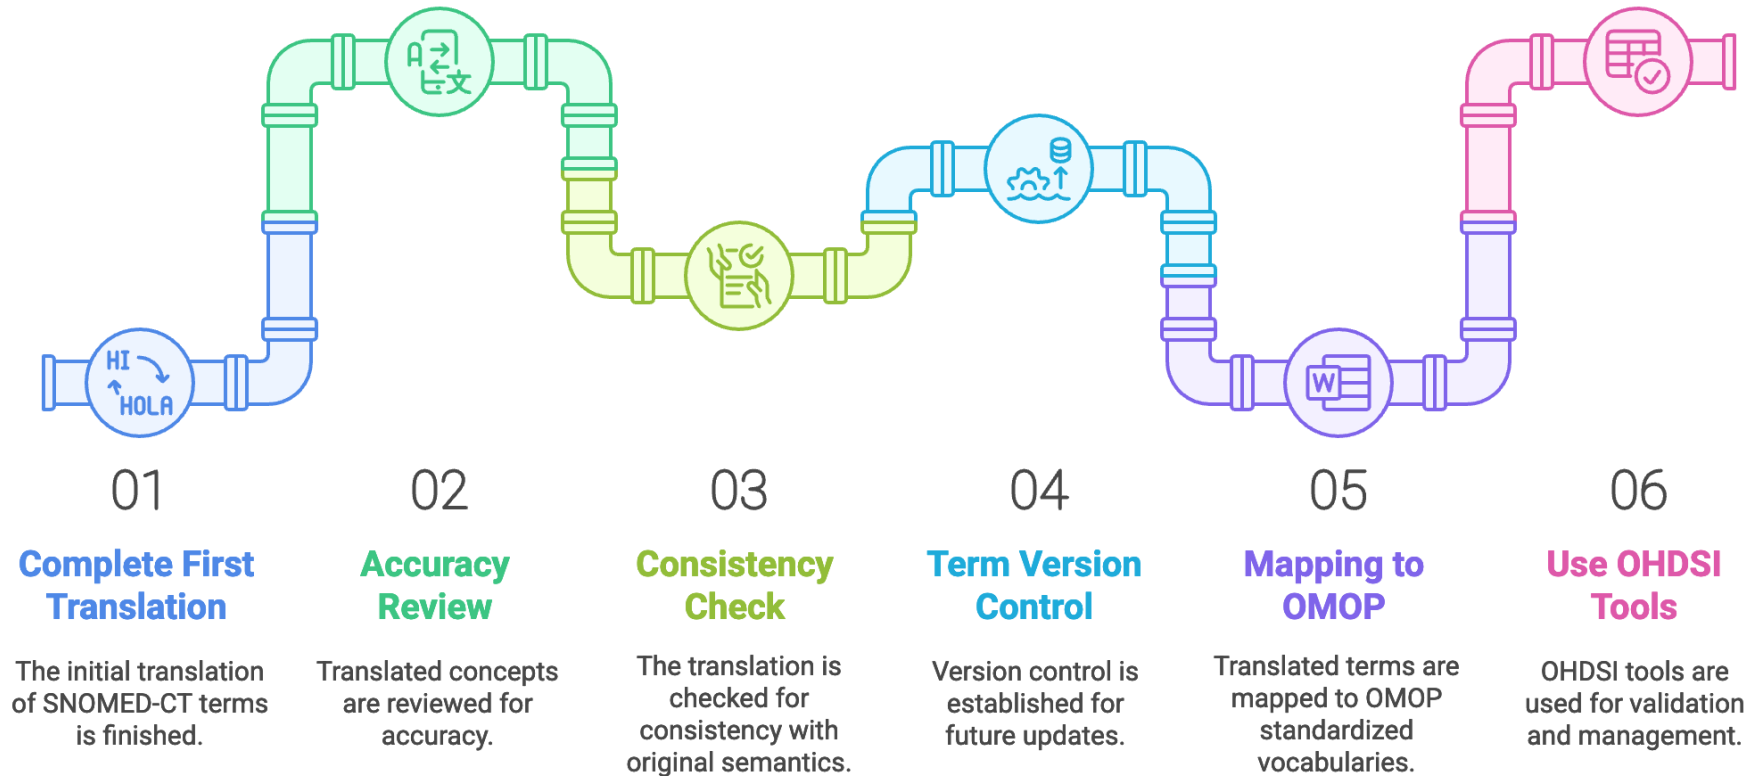 A
文
HI
HOLA
W
01
Complete First
Translation
The initial translation
of SNOMED-CT terms
is finished.
02
Accuracy
Review
Translated concepts
are reviewed for
accuracy.
03
Consistency
Check
The translation is
checked for
consistency with
original semantics.
04
Term Version
Control
Version control is
established for
future updates.
05
Mapping to
OMOP
Translated terms are
mapped to OMOP
standardized
vocabularies.
06
Use OHDSI
Tools
OHDSI tools are
used for validation
and management.